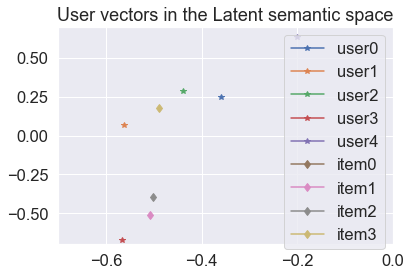 User vectors in the Latent semantic space
0.50
0.25
0.00
−0.25
−0.50
−0.6
−0.4
−0.2
0.0
user0
user1
user2
user3
user4
item0
item1
item2
item3